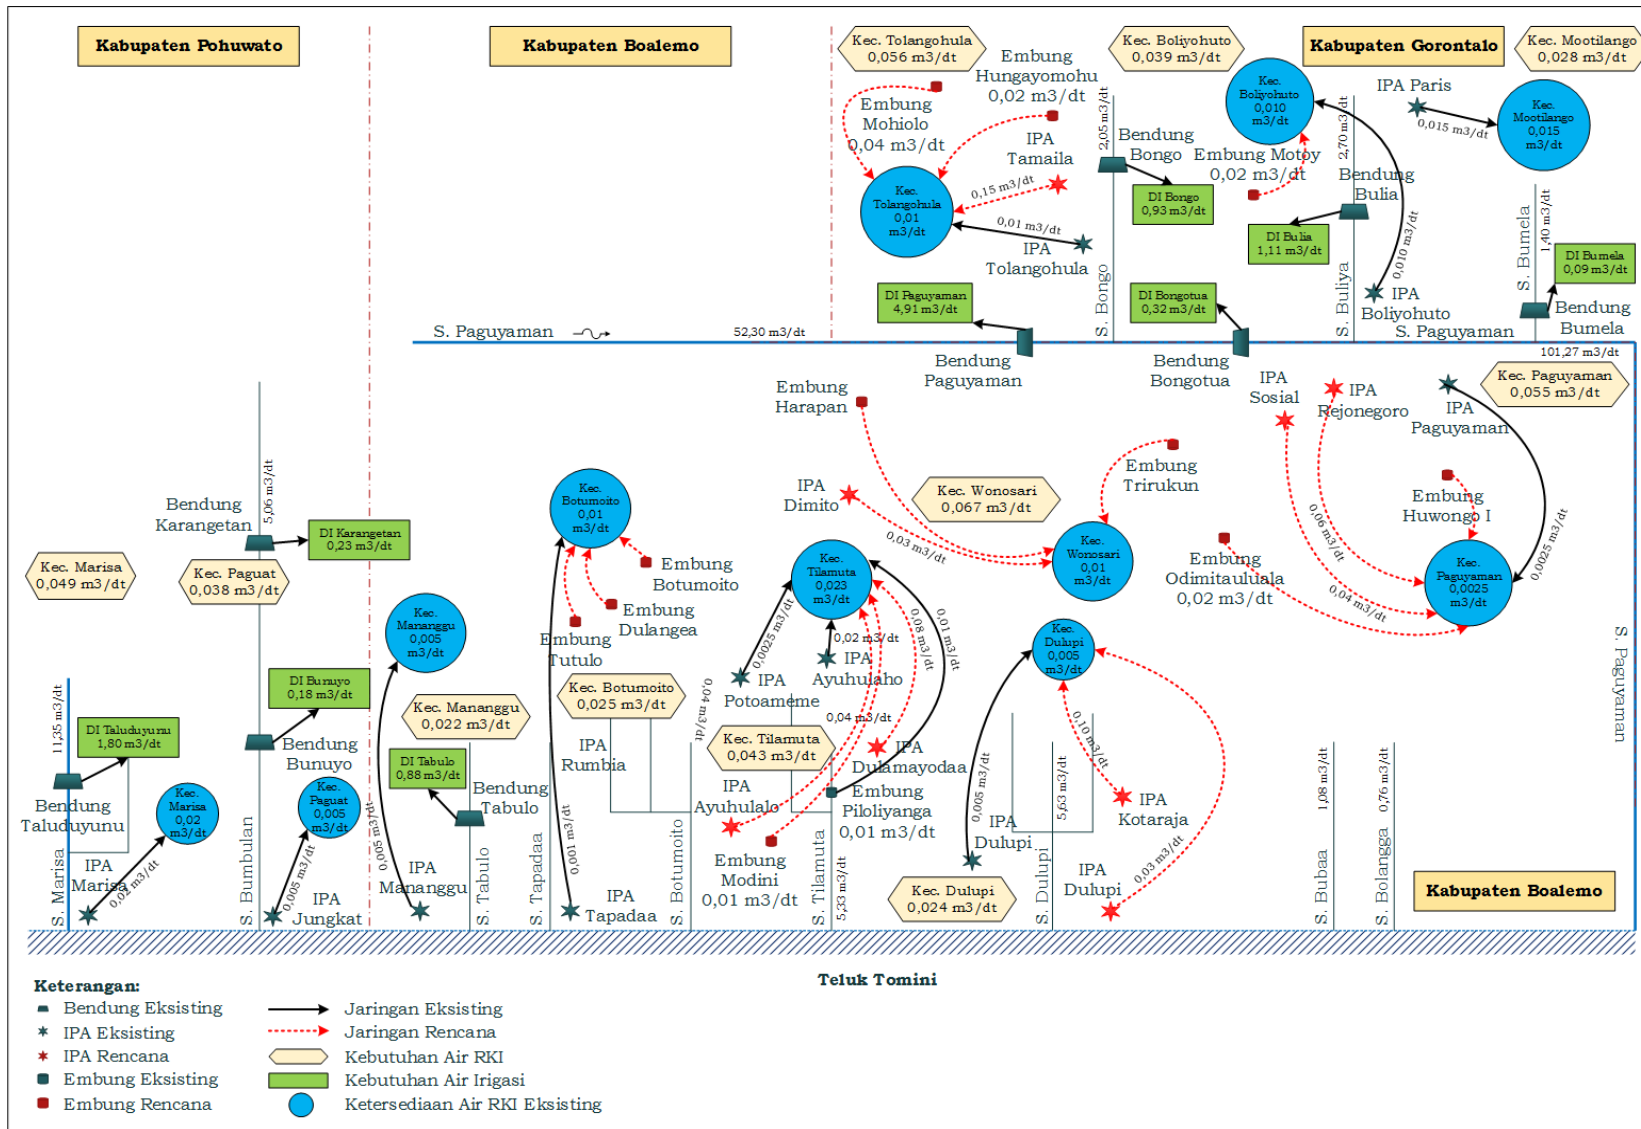 Kabupaten Pohuwato
Kabupaten Boalemo
Kabupaten Gorontalo
Kec. Tolangohula
0,056 m3/dt
Kec. Boliyohuto
0,039 m3/dt
Kec. Mootilango
0,028 m3/dt
Embung
Hungayomohu
0,02 m3/dt
Embung
Mohiolo
0,04 m3/dt
IPA
Tamaila
0,15 m3/dt
Kec.
Tolangohula
0,01
m3/dt
0,01 m3/dt
IPA
Tolangohula
2,05 m3/dt
Bendung
Bongo
DI Bongo
0,93 m3/dt
S. Bongo
Kec.
Boliyohuto
0,010
m3/dt
Embung Motoy
0,02 m3/dt
2,70 m3/dt
Bendung
Bulia
DI Bulia
1,11 m3/dt
S. Buliya
0,010 m3/dt
IPA
Boliyohuto
IPA Paris
0,015 m3/dt
Kec.
Mootilango
0,015
m3/dt
1,40 m3/dt
S. Bumela
DI Bumela
0,09 m3/dt
Bendung
Bumela
DI Paguyaman
4,91 m3/dt
DI Bongotua
0,32 m3/dt
S. Paguyaman
52,30 m3/dt
S. Paguyaman
101,27 m3/dt
Bendung
Paguyaman
Bendung
Bongotua
Embung
Harapan
IPA
Sosial
IPA
Rejonegoro
IPA
Paguyaman
Kec. Paguyaman
0,055 m3/dt
Embung
Trirukun
Embung
Huwongo I
IPA
Dimito
Kec. Wonosari
0,067 m3/dt
0,03 m3/dt
Kec.
Wonosari
0,01
m3/dt
Embung
Odimitaululala
0,02 m3/dt
0,06 m3/dt
0,04 m3/dt
Kec.
Paguyaman
0,0025
m3/dt
0,0025 m3/dt
S. Paguyaman
Bendung
Karangetan
5,06 m3/dt
DI Karangetan
0,23 m3/dt
Kec. Marisa
0,049 m3/dt
Kec. Paguat
0,038 m3/dt
Kec.
Botumoito
0,01
m3/dt
Embung
Botumoito
Embung
Dulangea
Embung
Tutulo
Kec.
Mananggu
0,005
m3/dt
Kec.
Tilamuta
0,023
m3/dt
0,0025 m3/dt
0,02 m3/dt
0,08 m3/dt
0,01 m3/dt
IPA
Ayuhulaho
IPA
Potoameme
Kec.
Dulupi
0,005
m3/dt
DI Bunuyo
0,18 m3/dt
Bendung
Bunuyo
11,35 m3/dt
DI Taluduyunu
1,80 m3/dt
Bendung
Taluduyunu
Kec. Mananggu
0,022 m3/dt
Kec. Botumoito
0,025 m3/dt
0,04 m3/dt
0,04 m3/dt
Kec. Tilamuta
0,043 m3/dt
IPA
Rumbia
IPA
Dulamayodaa
DI Tabulo
0,88 m3/dt
Bendung
Tabulo
Kec.
Marisa
0,02
m3/dt
Kec.
Paguat
0,005
m3/dt
0,005 m3/dt
0,001 m3/dt
IPA
Ayuhulalo
Embung
Piloliyanga
0,01 m3/dt
Embung
Modini
0,01 m3/dt
0,005 m3/dt
IPA
Dulupi
5,63 m3/dt
0,10 m3/dt
IPA
Kotaraja
0,03 m3/dt
IPA
Dulupi
1,08 m3/dt
0,76 m3/dt
S. Marisa
IPA
Marisa
0,02 m3/dt
S. Bumbulan
0,005 m3/dt
IPA
Jungkat
IPA
Mananggu
S. Tabulo
S. Tapadaa
IPA
Tapadaa
S. Botumoito
S. Tilamuta
5,33 m3/dt
Kec. Dulupi
0,024 m3/dt
S. Dulupi
S. Bubaa
S. Bolangga
Kabupaten Boalemo
Teluk Tomini
Keterangan:
Bendung Eksisting
IPA Eksisting
IPA Rencana
Embung Eksisting
Embung Rencana
Jaringan Eksisting
Jaringan Rencana
Kebutuhan Air RKI
Kebutuhan Air Irigasi
Ketersediaan Air RKI Eksisting